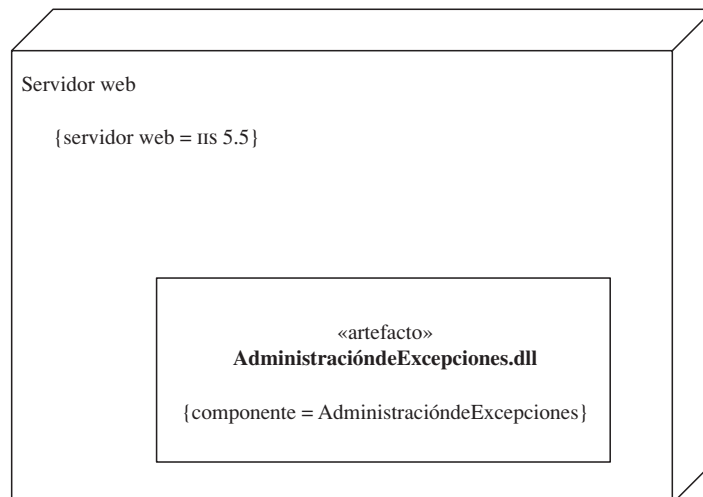 Servidor web
{servidor web = IIS 5.5}
«artefacto»
AdministracióndeExcepciones.dll
{componente = AdministracióndeExcepciones}